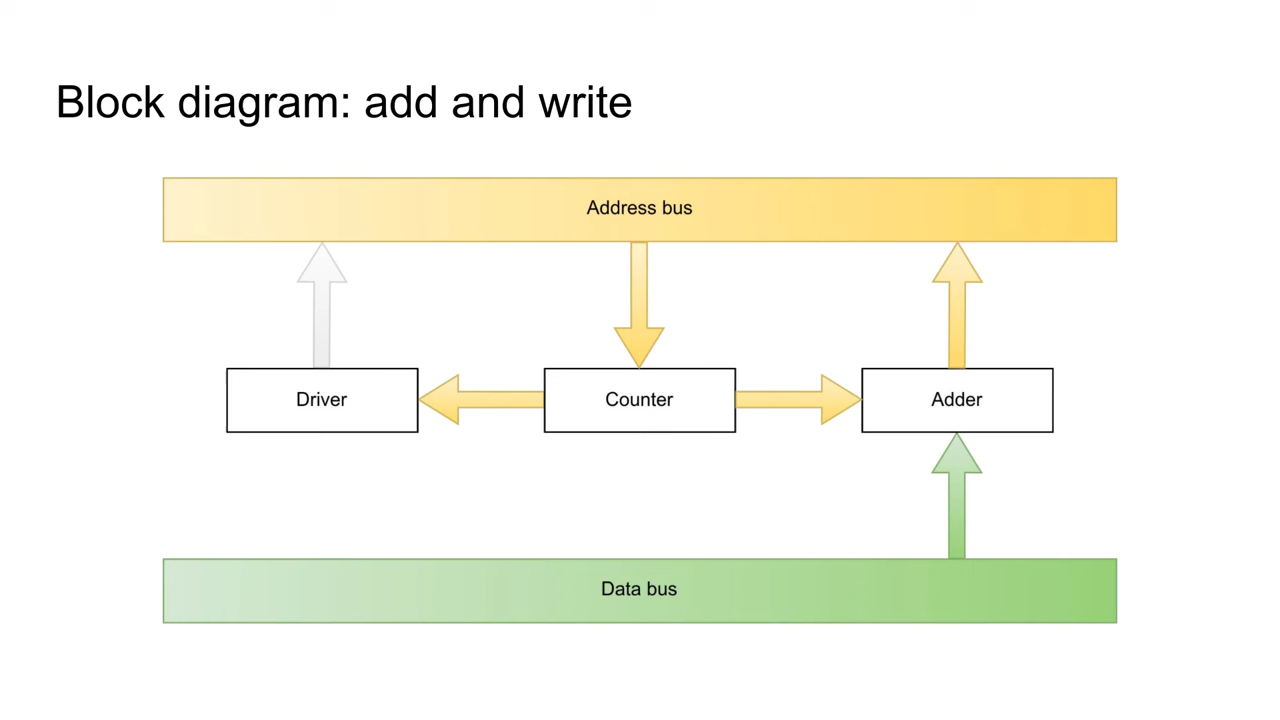 Block diagram: add and write
Address bus
Driver
Counter
Adder
Data bus